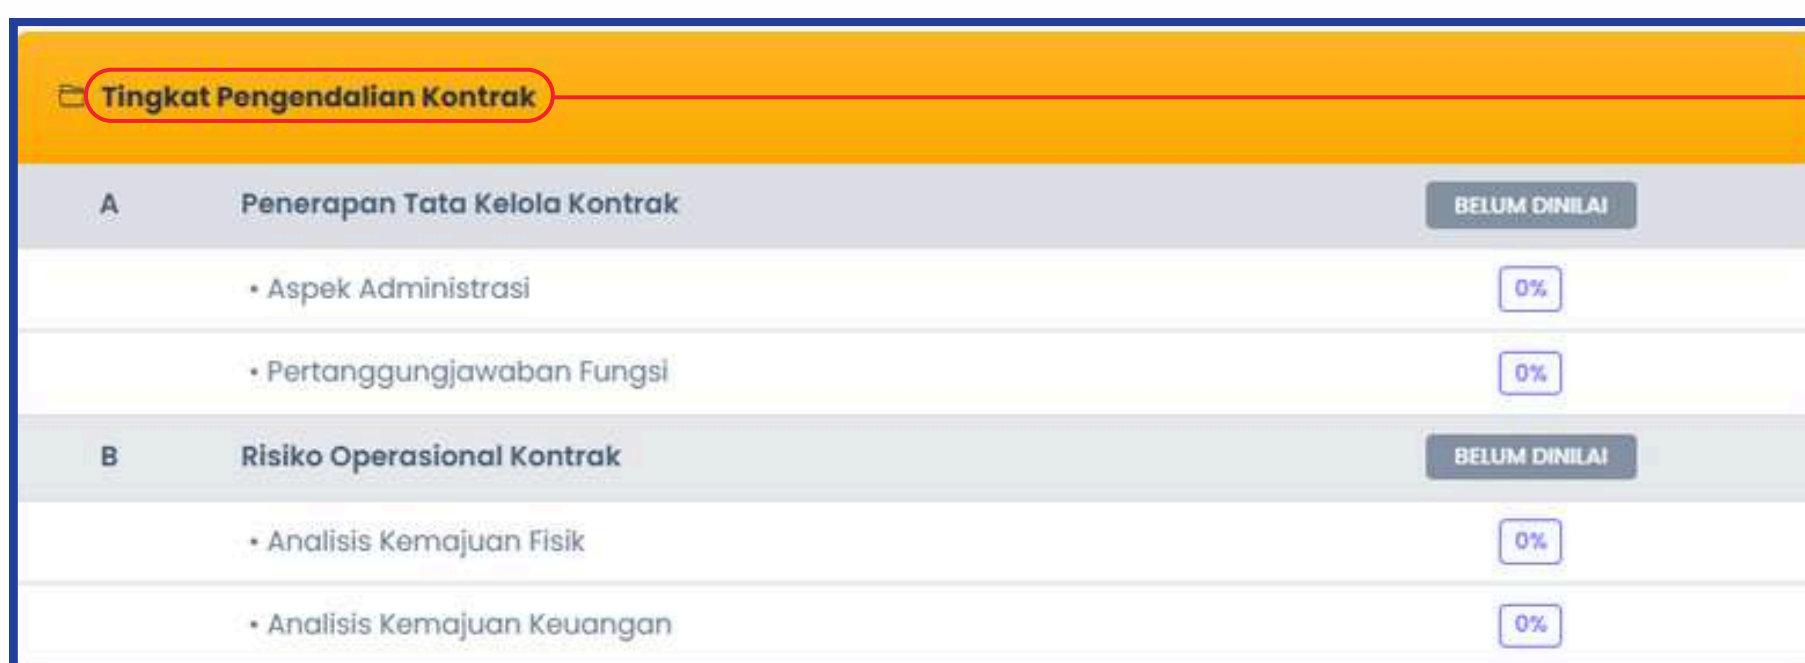 Tingkat Pengendalian Kontrak
A Penerapan Tata Kelola Kontrak BELUM DINILAI
• Aspek Administrasi 0%
• Pertanggungjawaban Fungsi 0%
B Risiko Operasional Kontrak BELUM DINILAI
• Analisis Kemajuan Fisik 0%
• Analisis Kemajuan Keuangan 0%